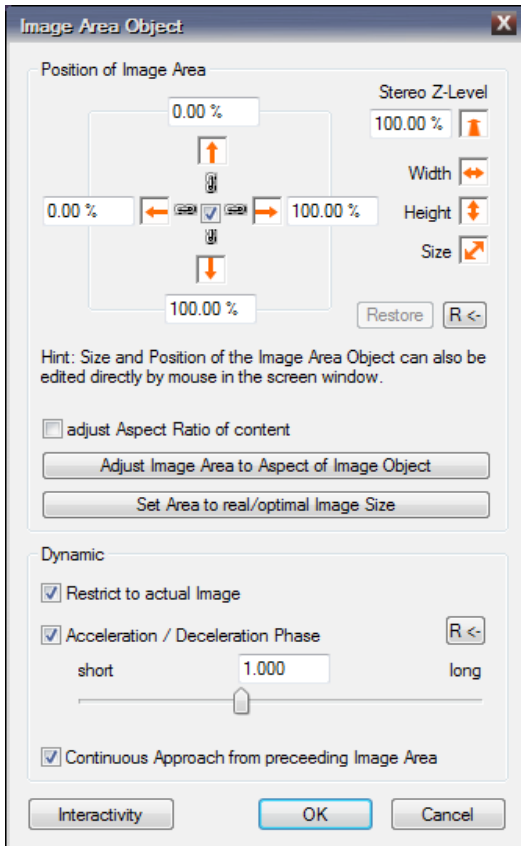 Image Area Object
Position of Image Area
Stereo Z-Level
0.00 %
100.00 %
Width
0.00 %
100.00 %
Height
Size
100.00 %
Restore
R <-
Hint: Size and Position of the Image Area Object can also be
edited directly by mouse in the screen window.
adjust Aspect Ratio of content
Adjust Image Area to Aspect of Image Object
Set Area to real/optimal Image Size
Dynamic
Restrict to actual Image
Acceleration / Deceleration Phase
R <-
short
1.000
long
Continuous Approach from preceeding Image Area
Interactivity
OK
Cancel